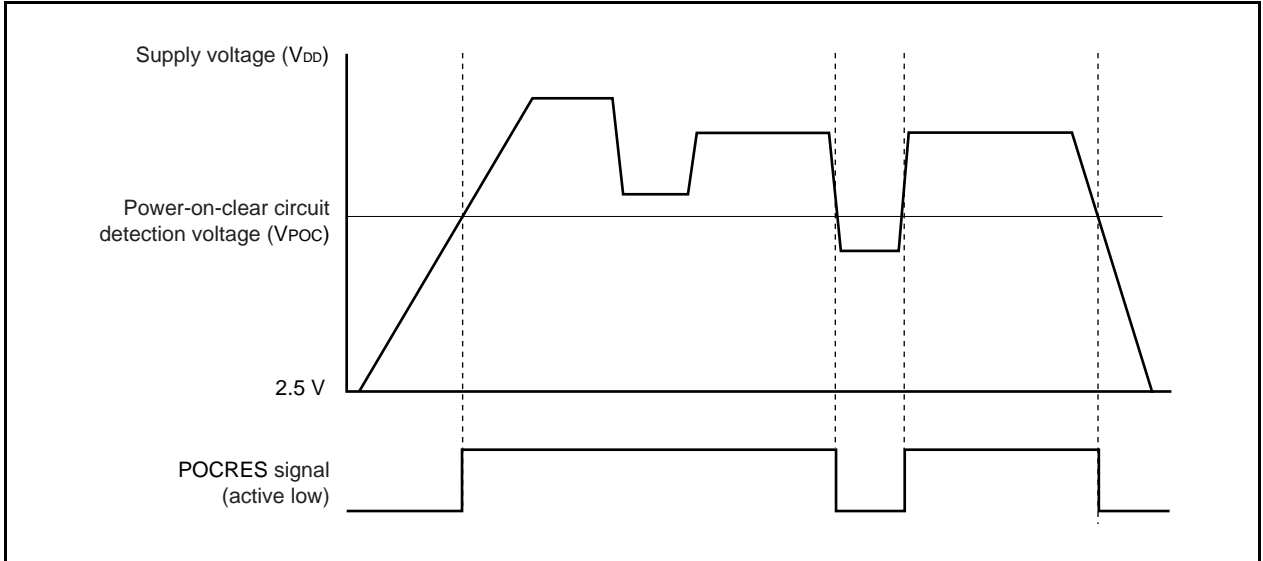 Supply voltage (VDD)
Power-on-clear circuit
detection voltage (VPOC)
2.5 V
POCRES signal
(active low)